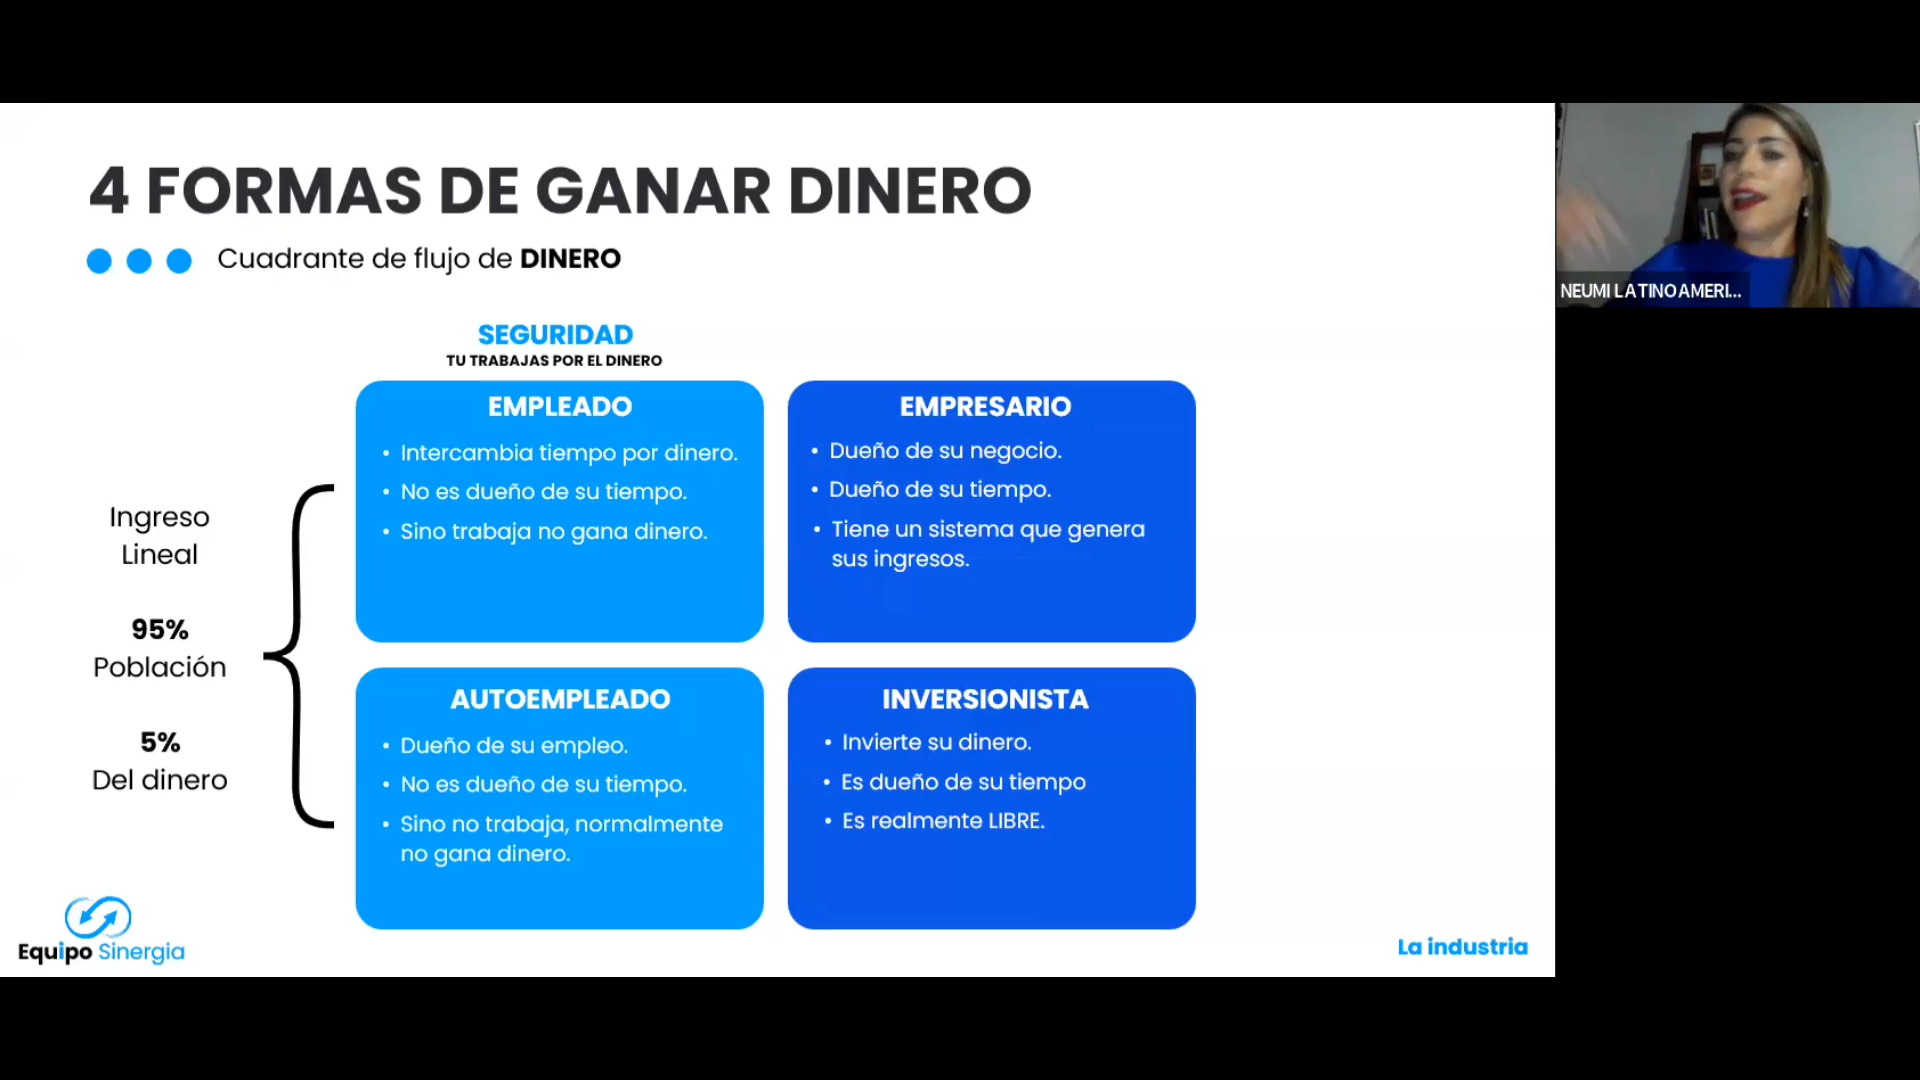 4 FORMAS DE GANAR DINERO
Cuadrante de flujo de DINERO
SEGURIDAD
TU TRABAJAS POR EL DINERO
EMPLEADO
• Intercambia tiempo por dinero.
• No es dueño de su tiempo.
• Sino trabaja no gana dinero.
EMPRESARIO
• Dueño de su negocio.
• Dueño de su tiempo.
• Tiene un sistema que genera
sus ingresos.
Ingreso
Lineal
95%
Población
5%
Del dinero
AUTOEMPLEADO
• Dueño de su empleo.
• No es dueño de su tiempo.
• Sino no trabaja, normalmente
no gana dinero.
INVERSIONISTA
• Invierte su dinero.
• Es dueño de su tiempo
• Es realmente LIBRE.
Equipo Sinergia
La industria
NEUMI LATINOAMERI...